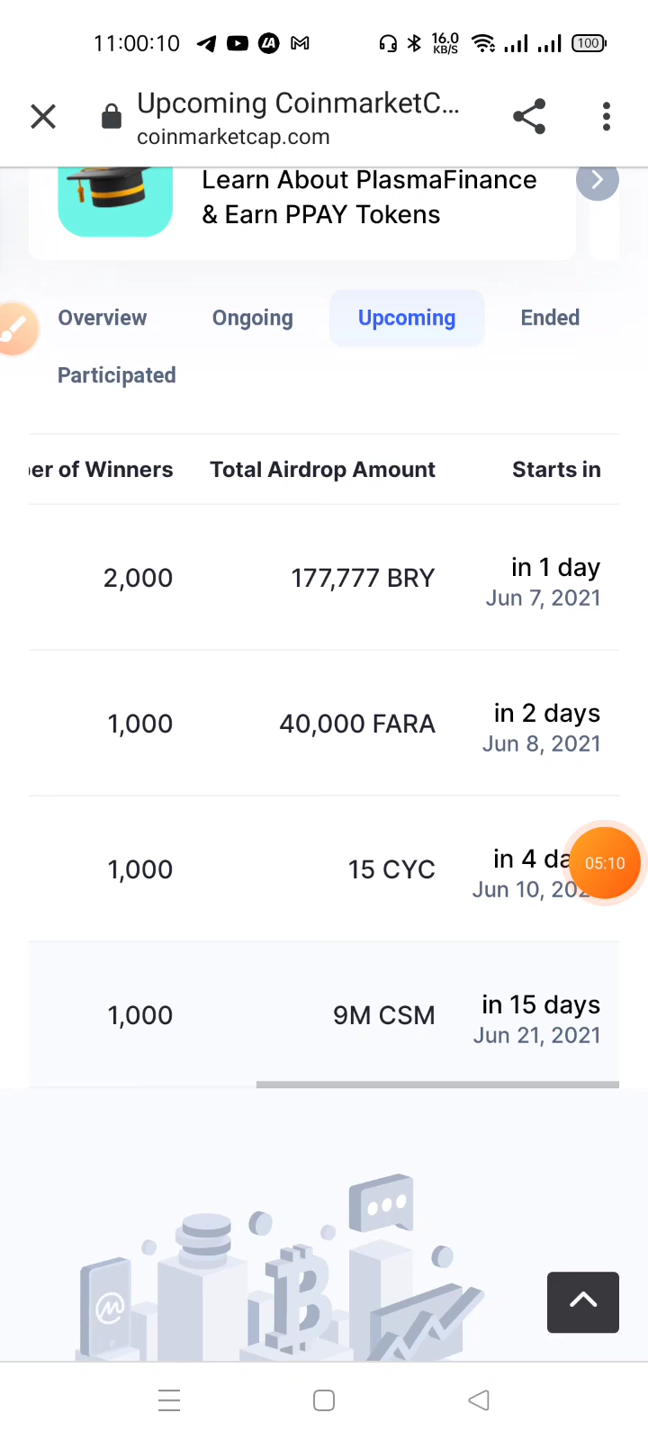 11:00:10
16.0
KB/S
100
Upcoming CoinmarketC...
coinmarketcap.com
Learn About PlasmaFinance
& Earn PPAY Tokens
Overview Ongoing Upcoming Ended
Participated
er of Winners Total Airdrop Amount Starts in
2,000 177,777 BRY in 1 day
Jun 7, 2021
1,000 40,000 FARA in 2 days
Jun 8, 2021
1,000 15 CYC in 4 da
Jun 10, 202
05:10
1,000 9M CSM in 15 days
Jun 21, 2021